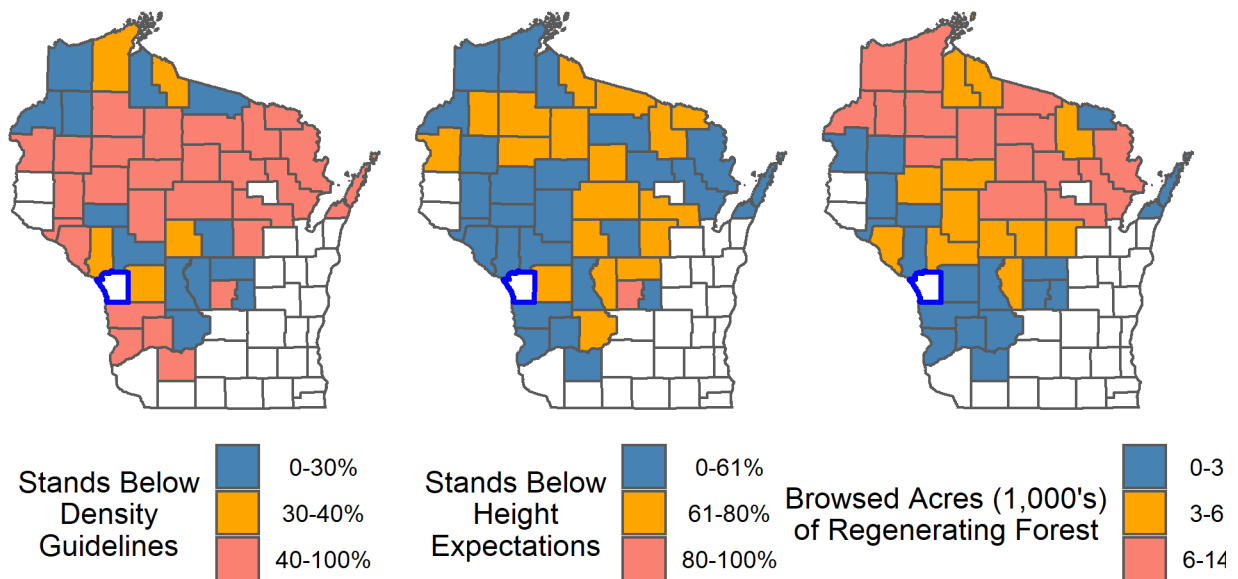 Stands Below
Density
Guidelines
0-30%
30-40%
40-100%
Stands Below
Height
Expectations
0-61%
61-80%
80-100%
Browsed Acres (1,000's)
of Regenerating Forest
0-3
3-6
6-14